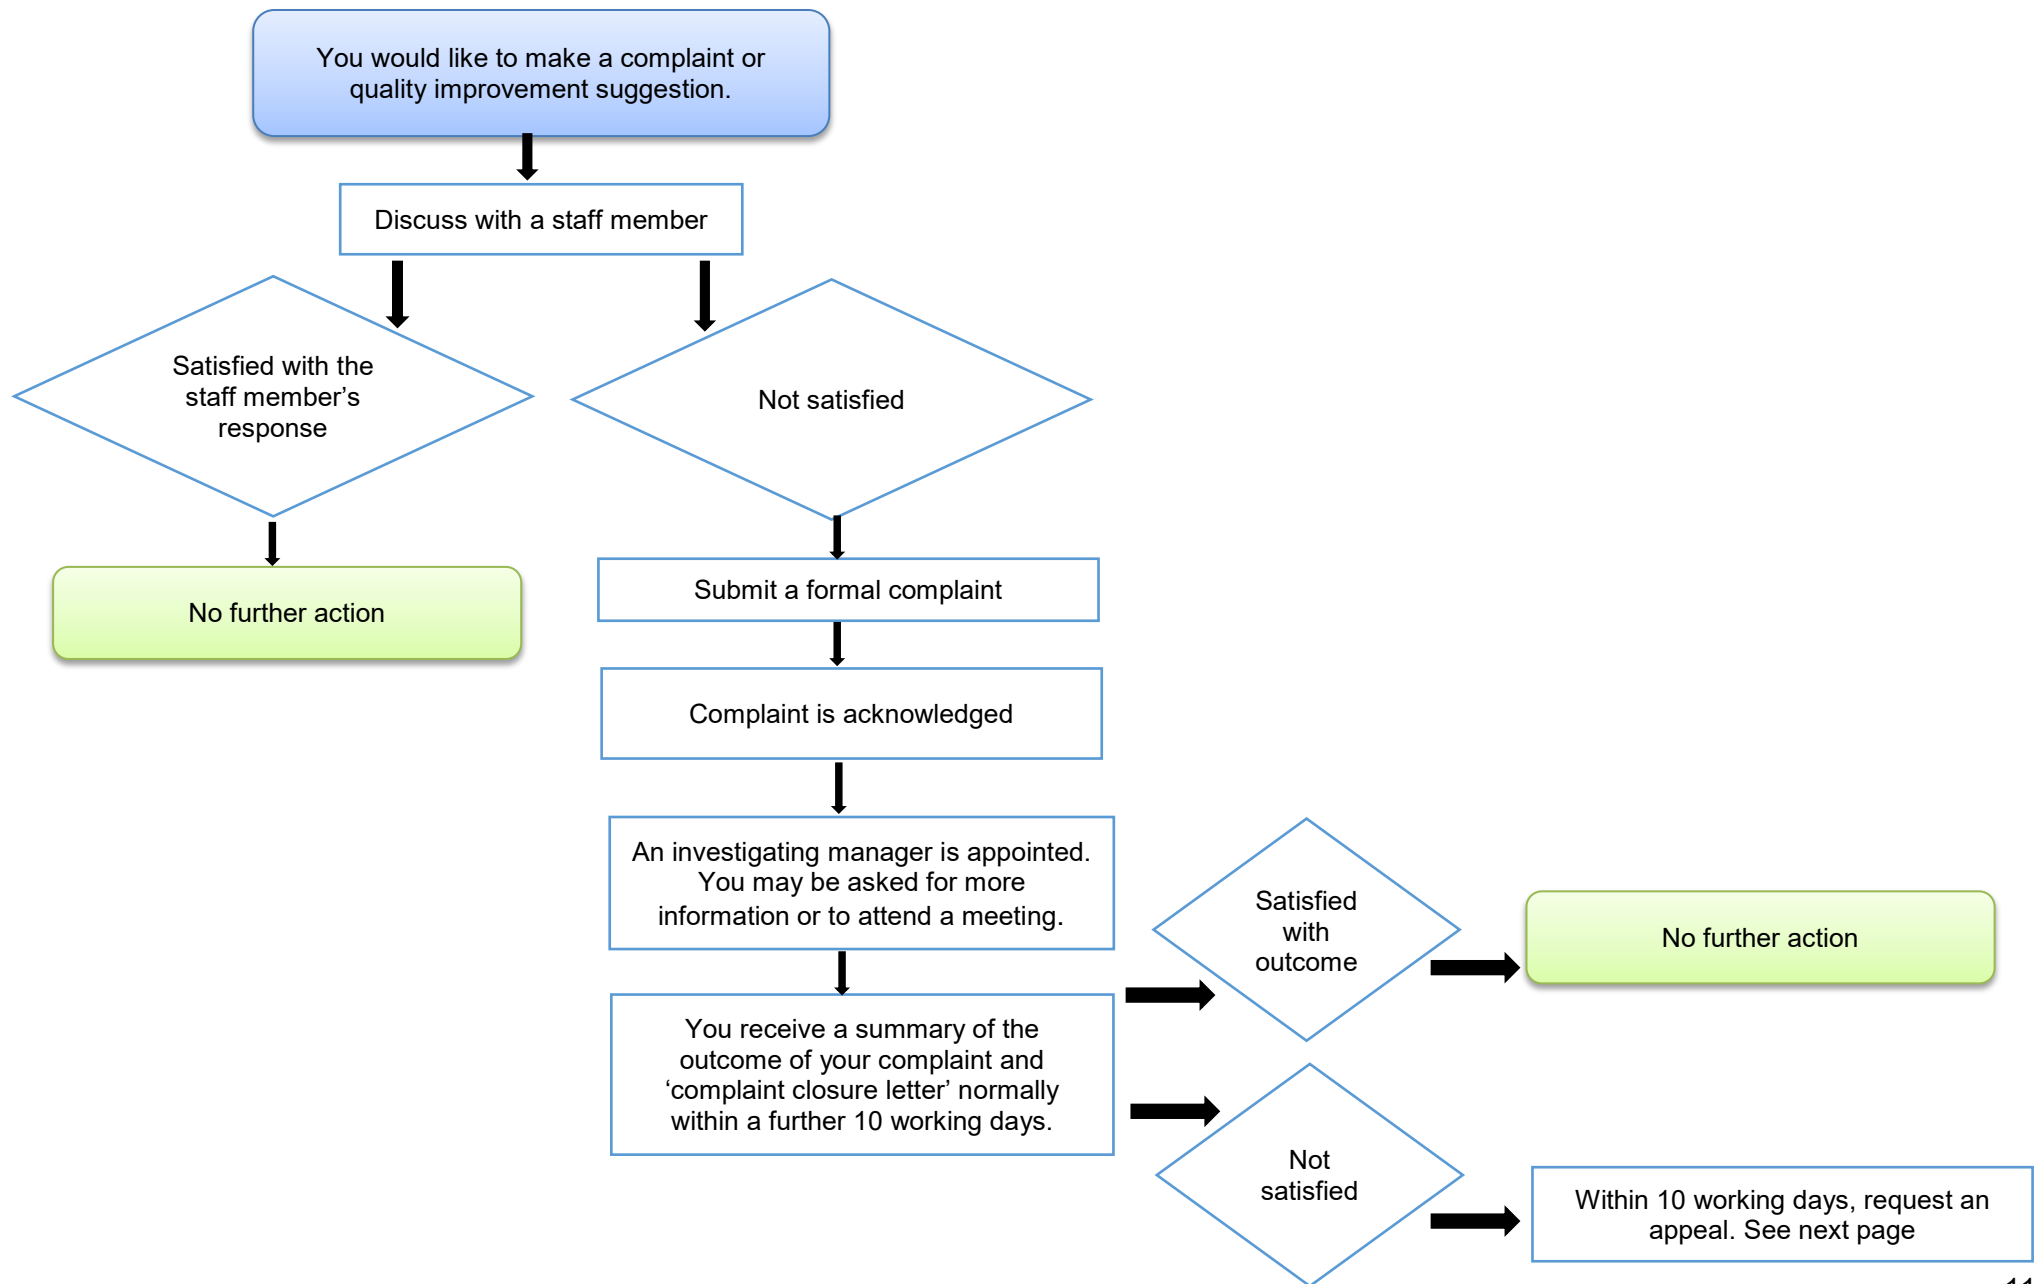 You would like to make a complaint or
quality improvement suggestion.
Discuss with a staff member
Satisfied with the
staff member’s
response
Not satisfied
No further action
Submit a formal complaint
Complaint is acknowledged
An investigating manager is appointed.
You may be asked for more
information or to attend a meeting.
Satisfied
with
outcome
No further action
You receive a summary of the
outcome of your complaint and
‘complaint closure letter’ normally
within a further 10 working days.
Not
satisfied
Within 10 working days, request an
appeal. See next page